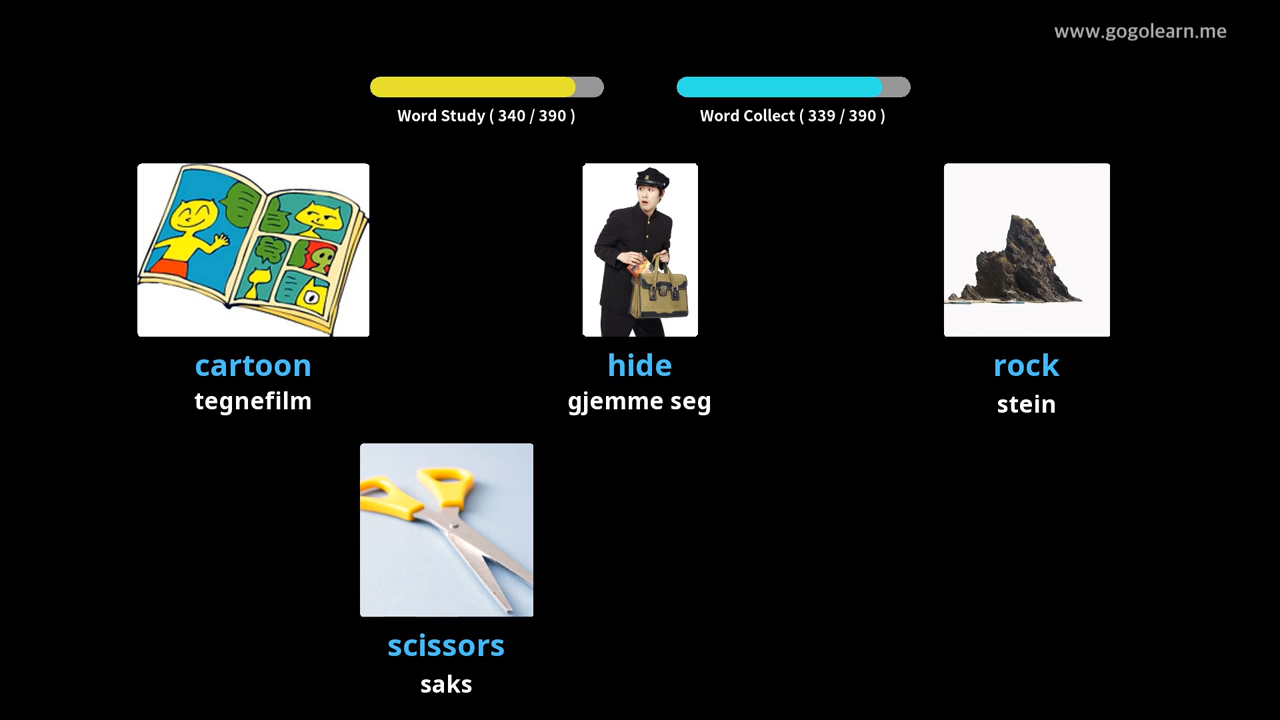 www.gogolearn.me
Word Study ( 340 / 390 )
Word Collect ( 339 / 390 )
cartoon
tegnefilm
hide
gjemme seg
rock
stein
scissors
saks